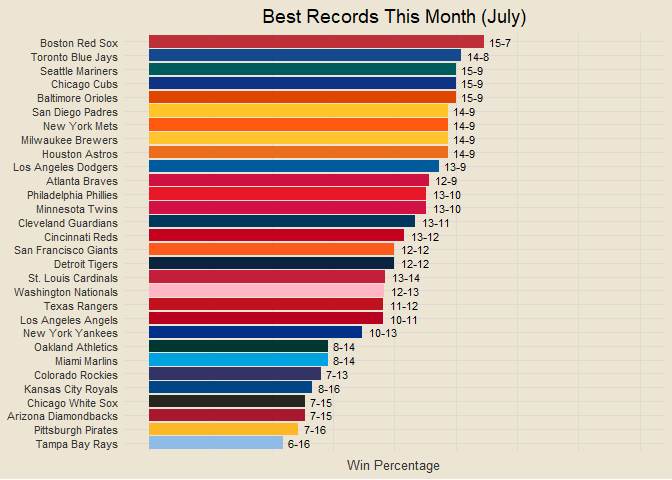 Best Records This Month (July)
Boston Red Sox 15-7
Toronto Blue Jays 14-8
Seattle Mariners 15-9
Chicago Cubs 15-9
Baltimore Orioles 15-9
San Diego Padres 14-9
New York Mets 14-9
Milwaukee Brewers 14-9
Houston Astros 14-9
Los Angeles Dodgers 13-9
Atlanta Braves 12-9
Philadelphia Phillies 13-10
Minnesota Twins 13-10
Cleveland Guardians 13-11
Cincinnati Reds 13-12
San Francisco Giants 12-12
Detroit Tigers 12-12
St. Louis Cardinals 13-14
Washington Nationals 12-13
Texas Rangers 11-12
Los Angeles Angels 10-11
New York Yankees 10-13
Oakland Athletics 8-14
Miami Marlins 8-14
Colorado Rockies 7-13
Kansas City Royals 8-16
Chicago White Sox 7-15
Arizona Diamondbacks 7-15
Pittsburgh Pirates 7-16
Tampa Bay Rays 6-16
Win Percentage